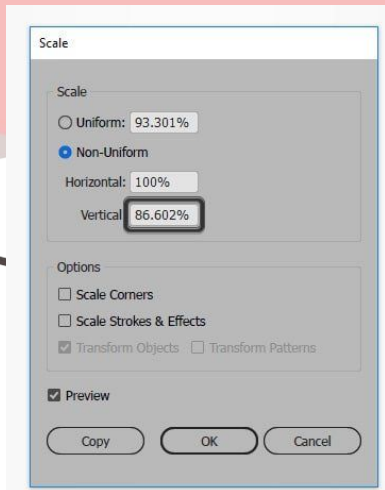 Scale
Scale
Uniform: 93.301%
Non-Uniform
Horizontal: 100%
Vertical 86.602%
Options
Scale Corners
Scale Strokes & Effects
Transform Objects Transform Patterns
Preview
Copy OK Cancel